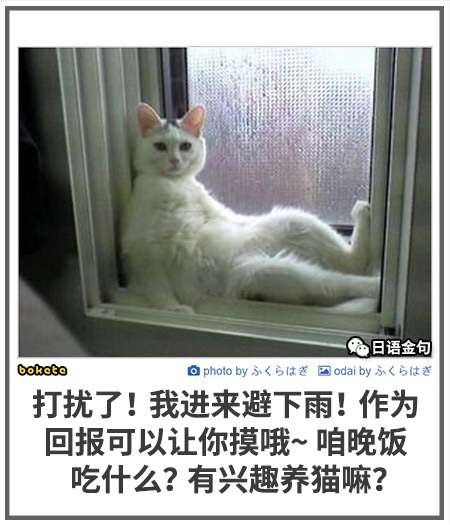 日语金句
bokete
photo by ふくらはぎ odai by ふくらはぎ
打扰了！我进来避下雨！作为
回报可以让你摸哦~ 咱晚饭
吃什么？有兴趣养猫嘛？